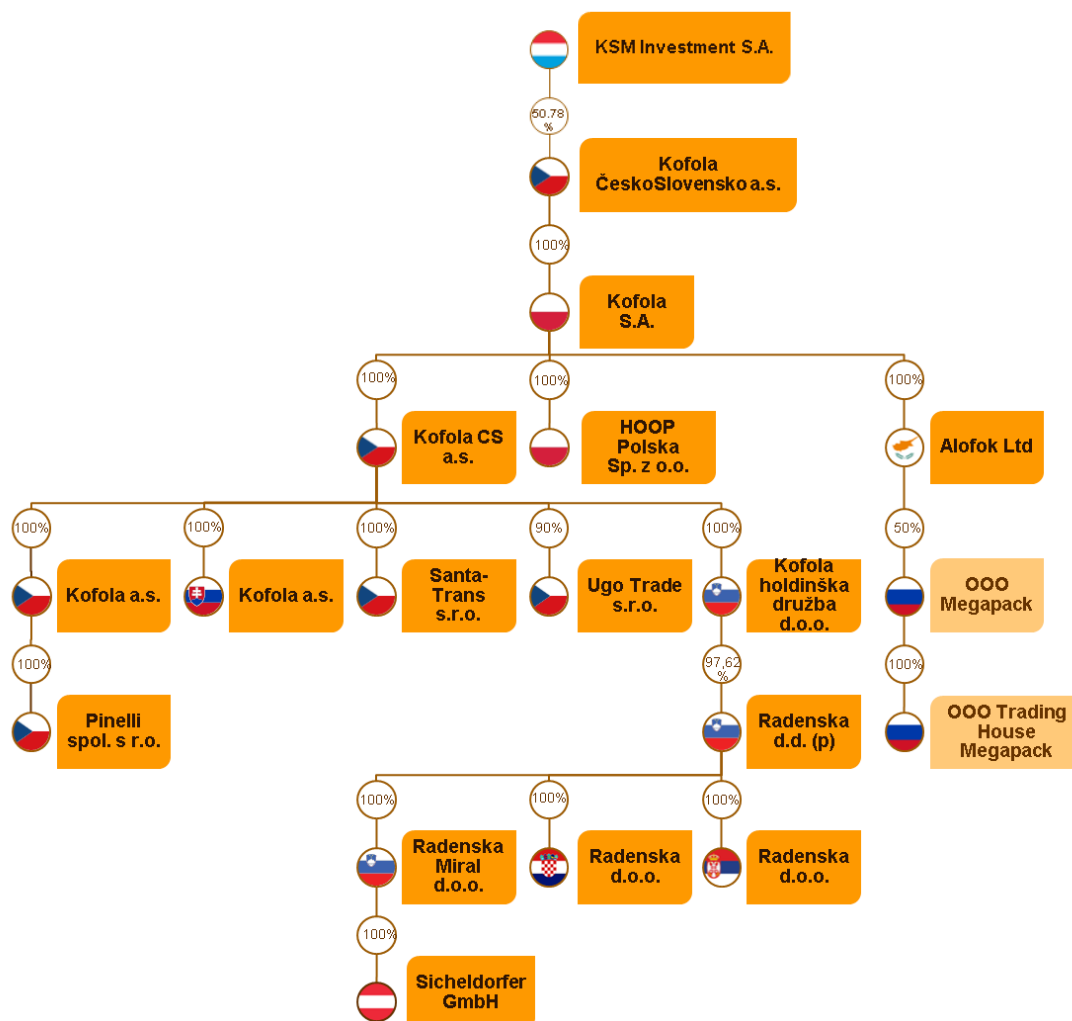 KSM Investment S.A.
50.78
%
Kofola
ČeskoSlovensko a.s.
100%
Kofola
S.A.
100%
100%
100%
Kofola CS
a.s.
HOOP
Polska
Sp. z o.o.
Alofok Ltd
100%
100%
100%
90%
100%
50%
Kofola a.s.
Kofola a.s.
Santa-
Trans
s.r.o.
Ugo Trade
s.r.o.
Kofola
holdinška
družba
d.o.o.
OOO
Megapack
100%
97,62
%
100%
Pinelli
spol. s r.o.
Radenska
d.d. (p)
OOO Trading
House
Megapack
100%
100%
100%
Radenska
Miral
d.o.o.
Radenska
d.o.o.
Radenska
d.o.o.
100%
Sicheldorfer
GmbH